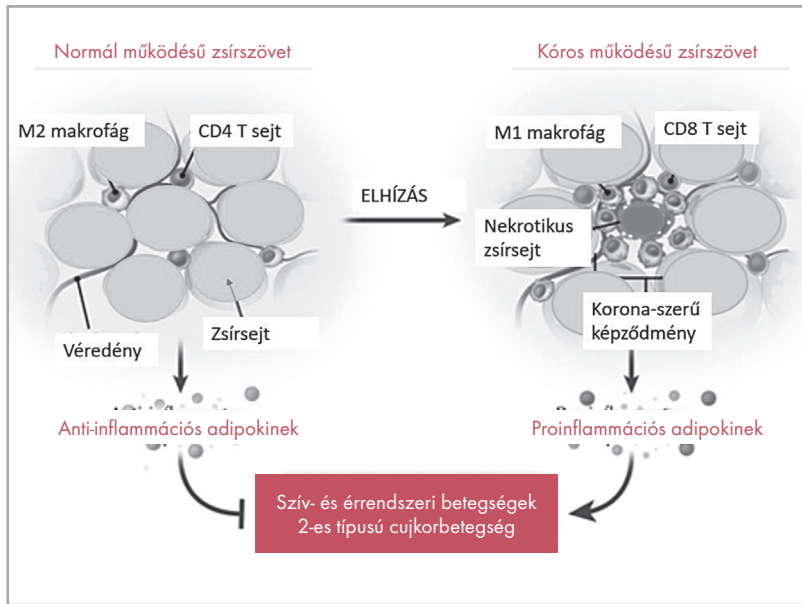 Normál működésű zsírszövet
Kóros működésű zsírszövet
M2 makrofág
CD4 T sejt
M1 makrofág
CD8 T sejt
ELHÍZÁS
Nekrotikus
zsírsejt
Korona-szerű
képződmény
Zsírsejt
Véredény
Anti-inflammációs adipokinek
Proinflammációs adipokinek
Szív- és érrendszeri betegségek
2-es típusú cujkorbetegség